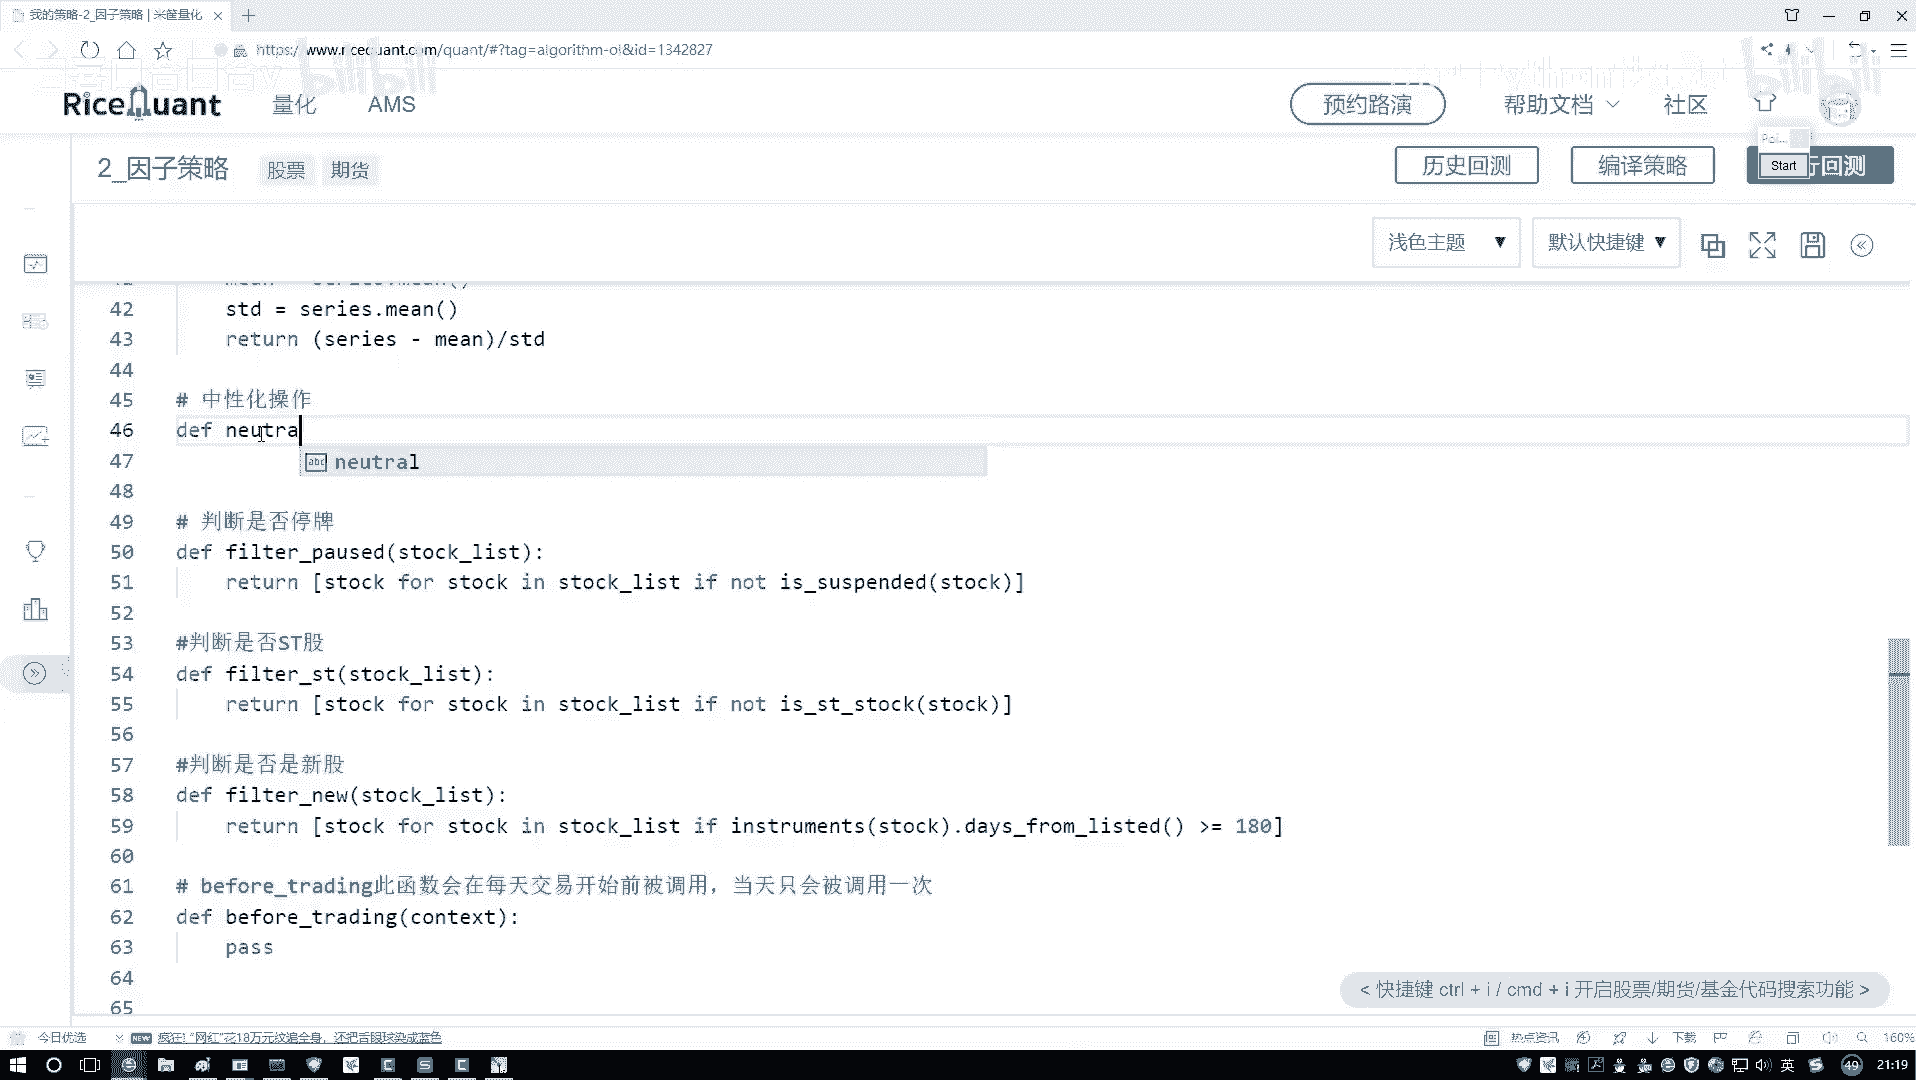 我的策略-2_因子策略 | 米筐量化
https://www.ricequant.com/quant/#?tag=algorithm-ol&id=1342827
bilibili
bilibili
RiceQuant
量化
AMS
预约路演
帮助文档
社区
2_因子策略
股票
期货
历史回测
编译策略
Start
行回测
浅色主题
默认快捷键
42 std = series.mean()
43 return (series - mean)/std
44
45 # 中性化操作
46 def neutra
47 neutral
48
49 # 判断是否停牌
50 def filter_paused(stock_list):
51 return [stock for stock in stock_list if not is_suspended(stock)]
52
53 #判断是否ST股
54 def filter_st(stock_list):
55 return [stock for stock in stock_list if not is_st_stock(stock)]
56
57 #判断是否是新股
58 def filter_new(stock_list):
59 return [stock for stock in stock_list if instruments(stock).days_from_listed() >= 180]
60
61 # before_trading此函数会在每天交易开始前被调用，当天只会被调用一次
62 def before_trading(context):
63 pass
64
65
< 快捷键 ctrl + i / cmd + i 开启股票/期货/基金代码搜索功能 >
今日优选
NEW
疯狂! "网红"花18万元纹遍全身，还把舌眼球染成蓝色
热点资讯
下载
160%
英
49
21:19